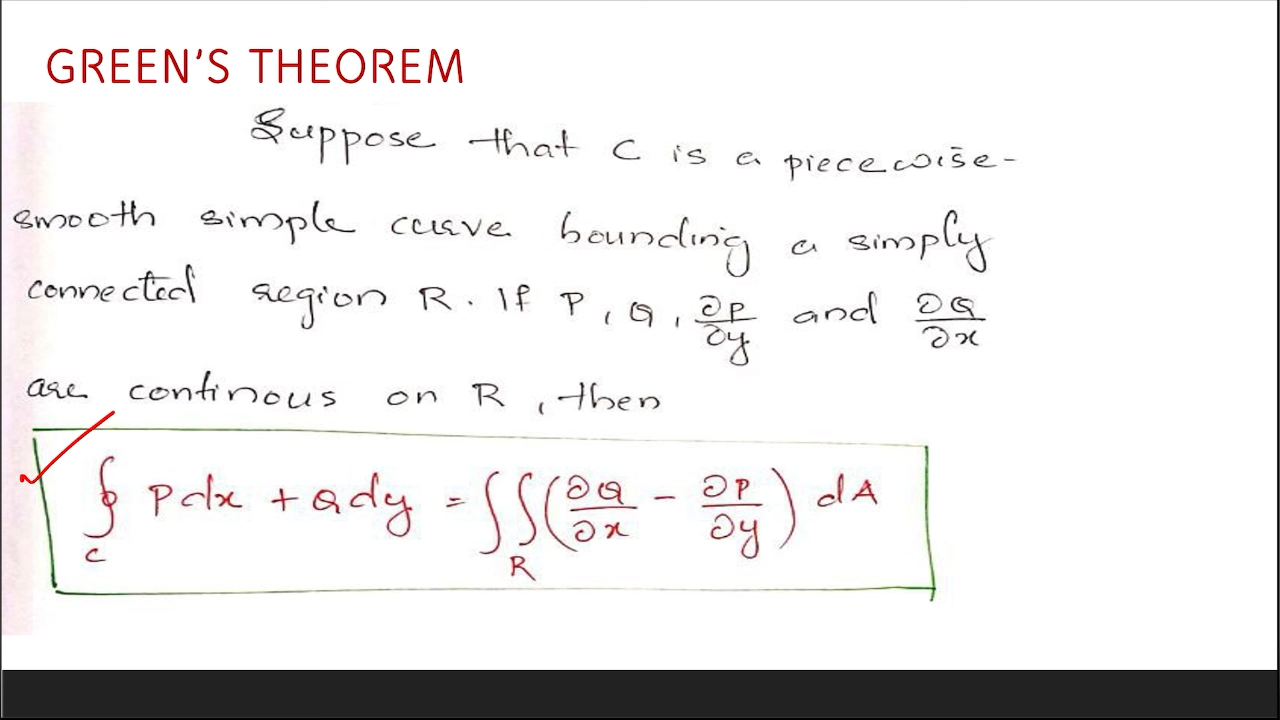 GREEN'S THEOREM
Suppose that C is a piecewise-
smooth simple curve bounding a simply
connected region R. If P, Q, ∂P/∂y and ∂Q/∂x
are continous on R, then
∮_C Pdx + Qdy = ∬_R (∂Q/∂x - ∂P/∂y) dA